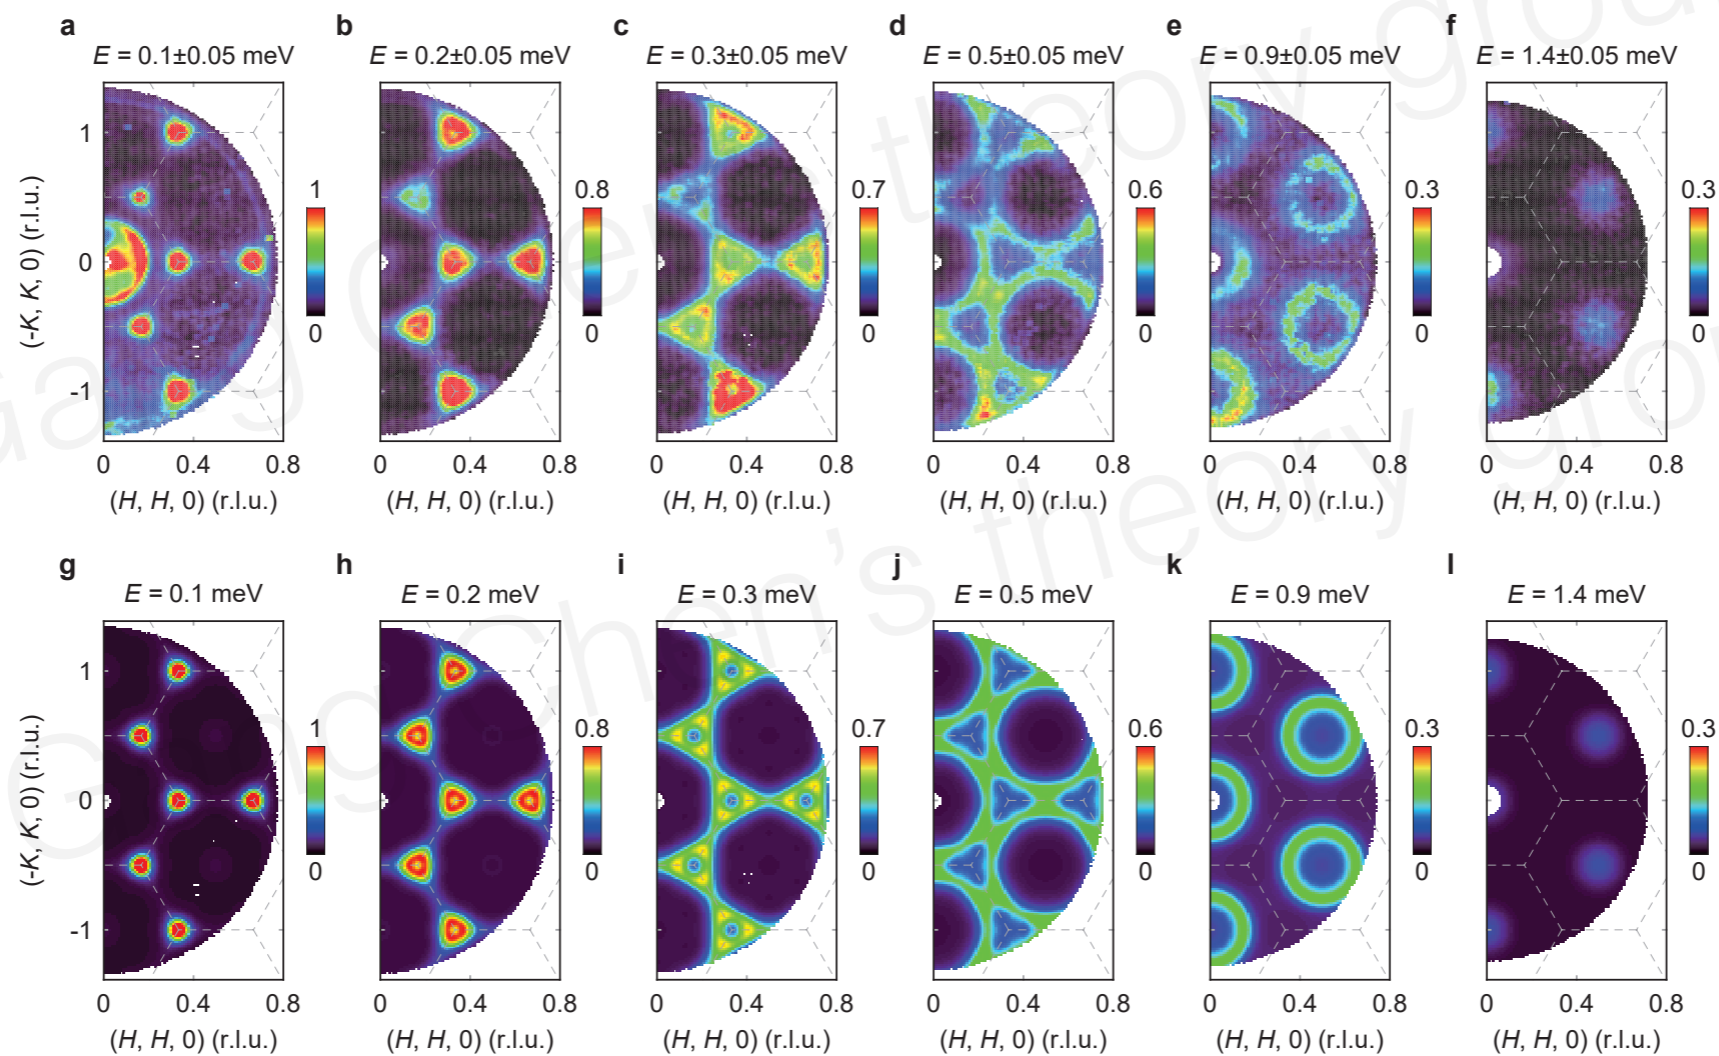 a b c d e f
E = 0.1±0.05 meV E = 0.2±0.05 meV E = 0.3±0.05 meV E = 0.5±0.05 meV E = 0.9±0.05 meV E = 1.4±0.05 meV
1 0 -1
(-K, K, 0) (r.l.u.)
1 0.8 0.7 0.6 0.3 0.3
0 0 0 0 0 0
0 0.4 0.8 0 0.4 0.8 0 0.4 0.8 0 0.4 0.8 0 0.4 0.8 0 0.4 0.8
(H, H, 0) (r.l.u.) (H, H, 0) (r.l.u.) (H, H, 0) (r.l.u.) (H, H, 0) (r.l.u.) (H, H, 0) (r.l.u.) (H, H, 0) (r.l.u.)
g h i j k l
E = 0.1 meV E = 0.2 meV E = 0.3 meV E = 0.5 meV E = 0.9 meV E = 1.4 meV
1 0 -1
(-K, K, 0) (r.l.u.)
1 0.8 0.7 0.6 0.3 0.3
0 0 0 0 0 0
0 0.4 0.8 0 0.4 0.8 0 0.4 0.8 0 0.4 0.8 0 0.4 0.8 0 0.4 0.8
(H, H, 0) (r.l.u.) (H, H, 0) (r.l.u.) (H, H, 0) (r.l.u.) (H, H, 0) (r.l.u.) (H, H, 0) (r.l.u.) (H, H, 0) (r.l.u.)
Gang Chen's theory group
Gang Chen's theory group